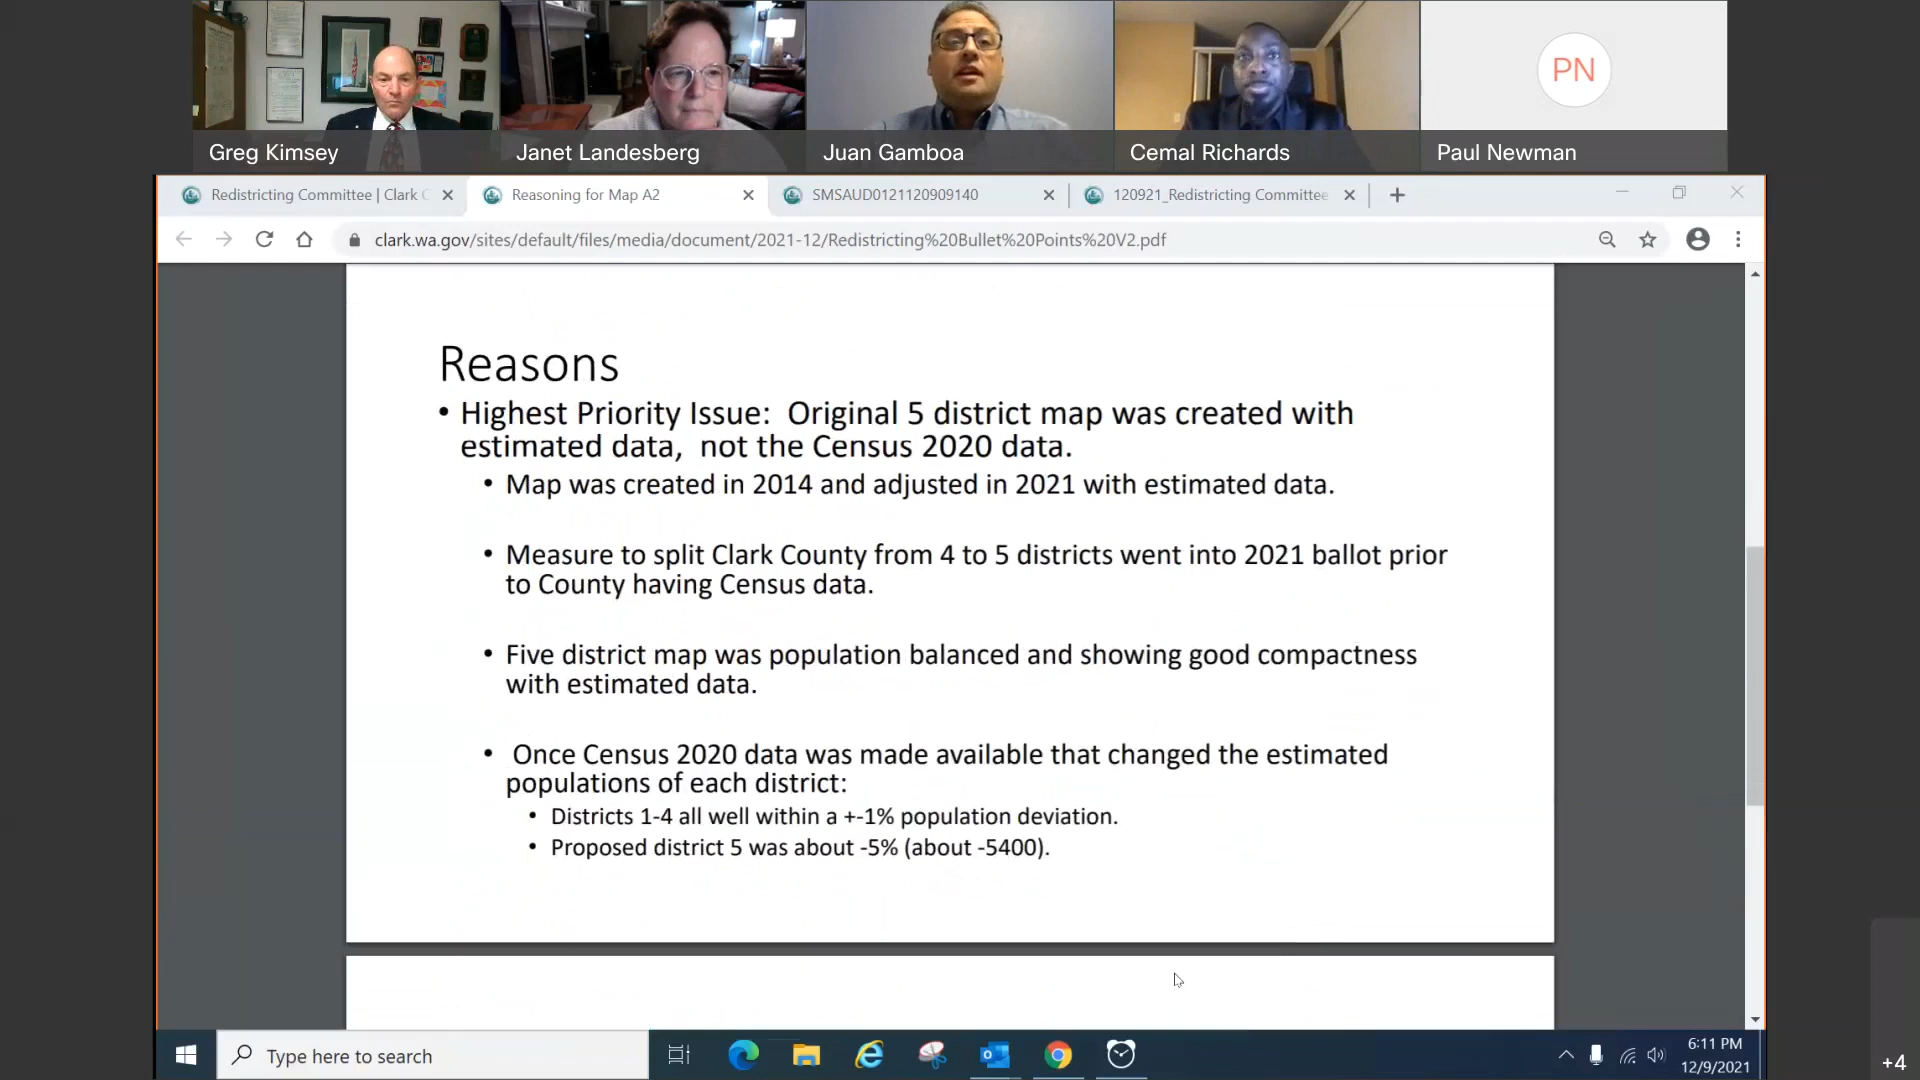 Greg Kimsey
Janet Landesberg
Juan Gamboa
Cemal Richards
PN
Paul Newman
Redistricting Committee | Clark C
Reasoning for Map A2
SMSAUD0121120909140
120921_Redistricting Committee
clark.wa.gov/sites/default/files/media/document/2021-12/Redistricting%20Bullet%20Points%20V2.pdf
Reasons
• Highest Priority Issue:  Original 5 district map was created with
estimated data,  not the Census 2020 data.
• Map was created in 2014 and adjusted in 2021 with estimated data.
• Measure to split Clark County from 4 to 5 districts went into 2021 ballot prior
to County having Census data.
• Five district map was population balanced and showing good compactness
with estimated data.
•  Once Census 2020 data was made available that changed the estimated
populations of each district:
• Districts 1-4 all well within a +-1% population deviation.
• Proposed district 5 was about -5% (about -5400).
Type here to search
6:11 PM
12/9/2021
+4